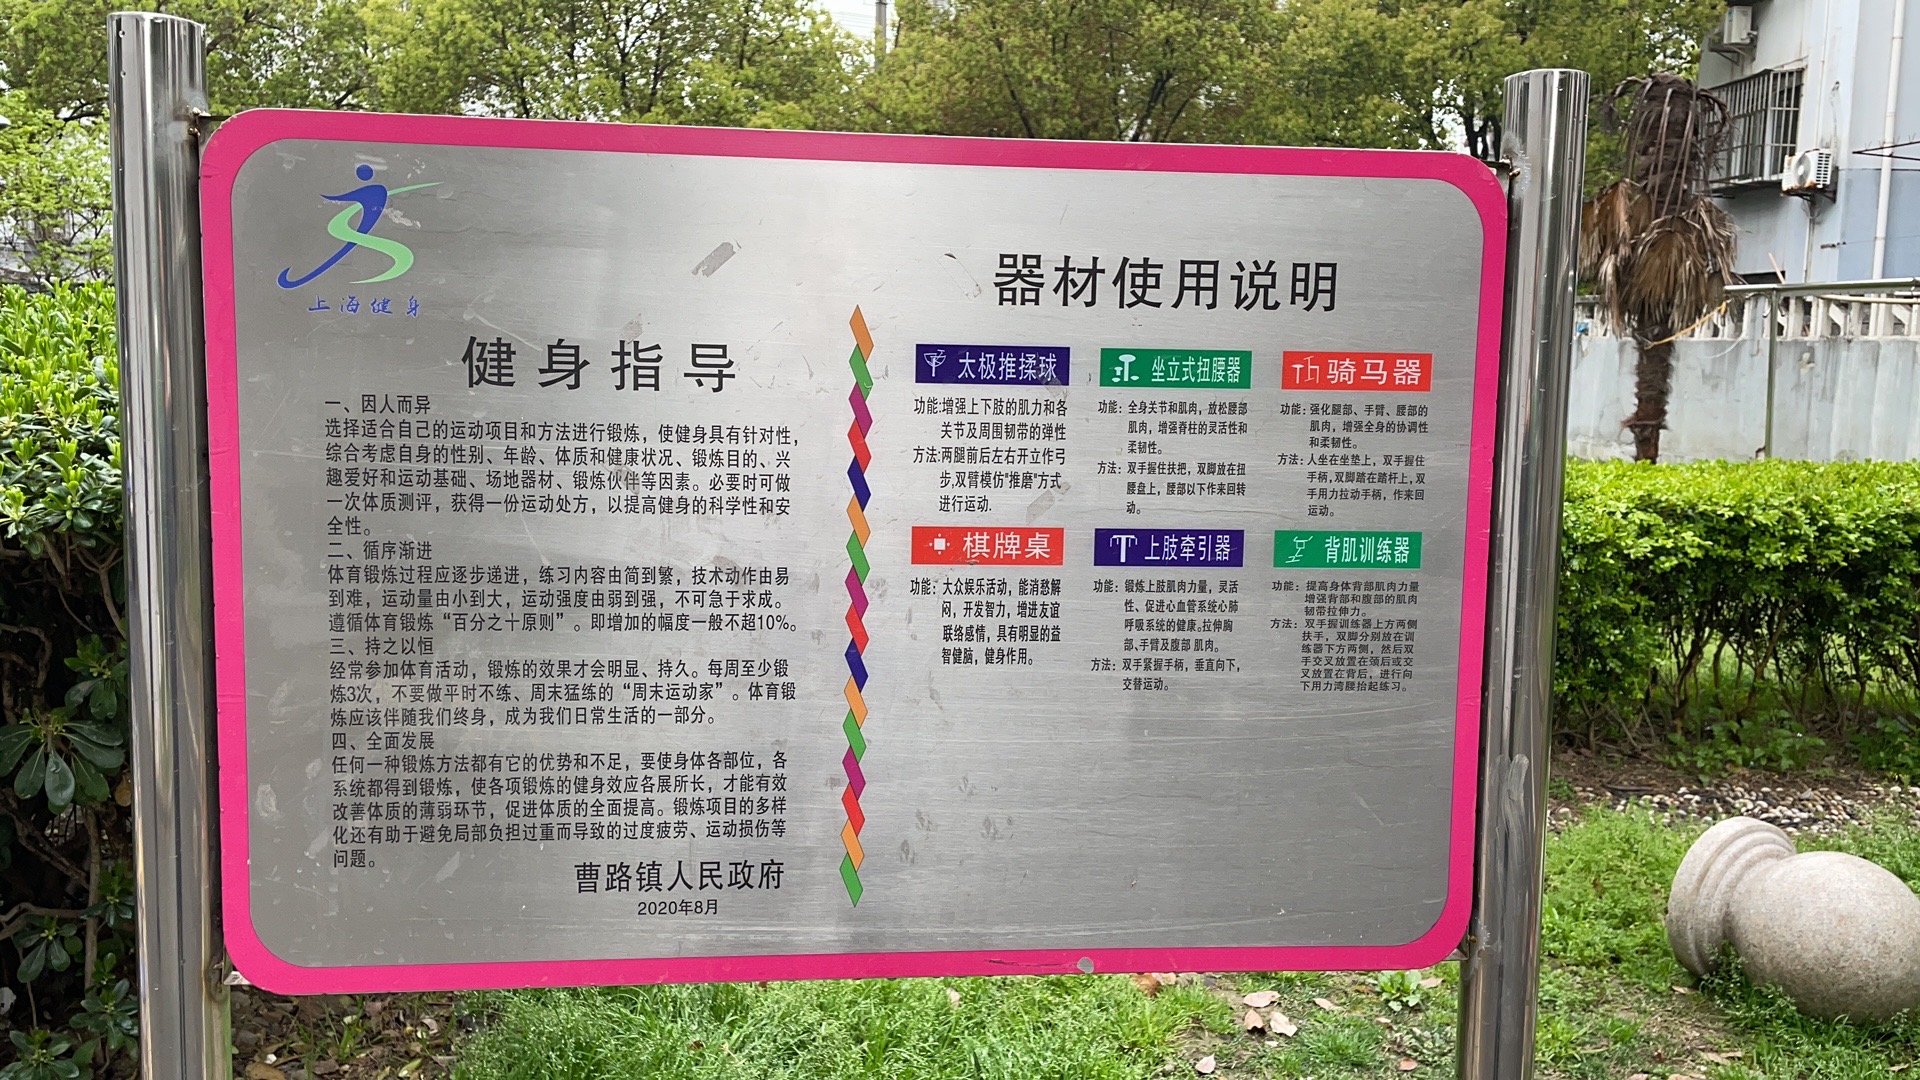 上海健身
健身指导
一、因人而异
选择适合自己的运动项目和方法进行锻炼，使健身具有针对性，
综合考虑自身的性别、年龄、体质和健康状况、锻炼目的、兴
趣爱好和运动基础、场地器材、锻炼伙伴等因素。必要时可做
一次体质测评，获得一份运动处方，以提高健身的科学性和安
全性。
二、循序渐进
体育锻炼过程应逐步递进，练习内容由简到繁，技术动作由易
到难，运动量由小到大，运动强度由弱到强，不可急于求成。
遵循体育锻炼“百分之十原则”。即增加的幅度一般不超10%。
三、持之以恒
经常参加体育活动，锻炼的效果才会明显、持久。每周至少锻
炼3次，不要做平时不练、周末猛练的“周末运动家”。体育锻
炼应该伴随我们终身，成为我们日常生活的一部分。
四、全面发展
任何一种锻炼方法都有它的优势和不足，要使身体各部位，各
系统都得到锻炼，使各项锻炼的健身效应各展所长，才能有效
改善体质的薄弱环节，促进体质的全面提高。锻炼项目的多样
化还有助于避免局部负担过重而导致的过度疲劳、运动损伤等
问题。
曹路镇人民政府
2020年8月
器材使用说明
太极推揉球
功能:增强上下肢的肌力和各
关节及周围韧带的弹性
方法:两腿前后左右开立作弓
步,双臂模仿"推磨"方式
进行运动.
坐立式扭腰器
功能：全身关节和肌肉，放松腰部
肌肉，增强脊柱的灵活性和
柔韧性。
方法：双手握住扶把，双脚放在扭
腰盘上，腰部以下作来回转
动。
骑马器
功能：强化腿部、手臂、腰部的
肌肉，增强全身的协调性
和柔韧性。
方法：人坐在坐垫上，双手握住
手柄，双脚踏在踏杆上，双
手用力拉动手柄，作来回
运动。
棋牌桌
功能：大众娱乐活动，能消愁解
闷，开发智力，增进友谊
联络感情，具有明显的益
智健脑，健身作用。
上肢牵引器
功能：锻炼上肢肌肉力量，灵活
性、促进心血管系统心肺
呼吸系统的健康。拉伸胸
部、手臂及腹部 肌肉。
方法：双手紧握手柄，垂直向下，
交替运动。
背肌训练器
功能：提高身体背部肌肉力量
增强背部和腹部的肌肉
韧带拉伸力。
方法：双手握训练器上方两侧
扶手，双脚分别放在训
练器下方两侧，然后双
手交叉放置在颈后或交
叉放置在背后，进行向
下用力湾腰抬起练习。